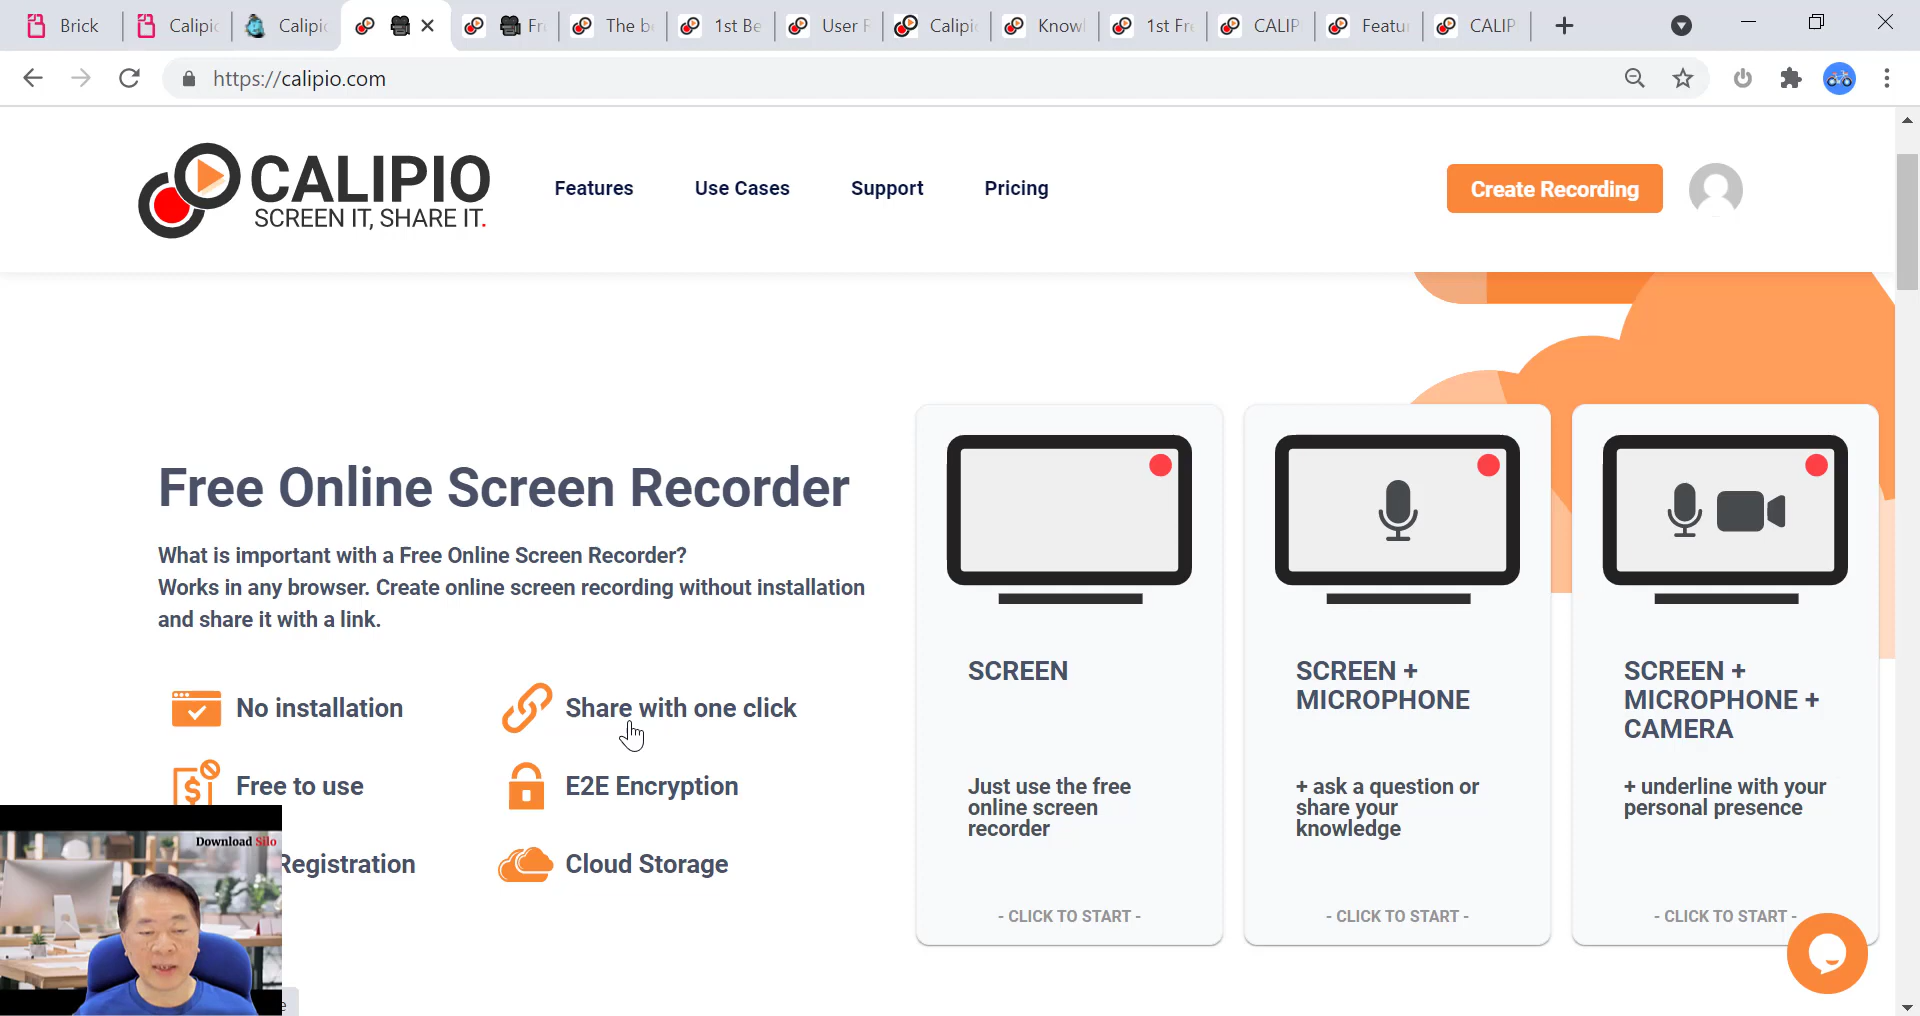 Brick
Calipi
Calipi
Fr
The b
1st Be
User F
Calipi
Know
1st Fre
CALIP
Featu
CALIP
https://calipio.com
CALIPIO
SCREEN IT, SHARE IT.
Features
Use Cases
Support
Pricing
Create Recording
Free Online Screen Recorder
What is important with a Free Online Screen Recorder?
Works in any browser. Create online screen recording without installation
and share it with a link.
No installation
Share with one click
Free to use
E2E Encryption
Registration
Cloud Storage
SCREEN
Just use the free
online screen
recorder
- CLICK TO START -
SCREEN +
MICROPHONE
+ ask a question or
share your
knowledge
- CLICK TO START -
SCREEN +
MICROPHONE +
CAMERA
+ underline with your
personal presence
- CLICK TO START -
Download Silo